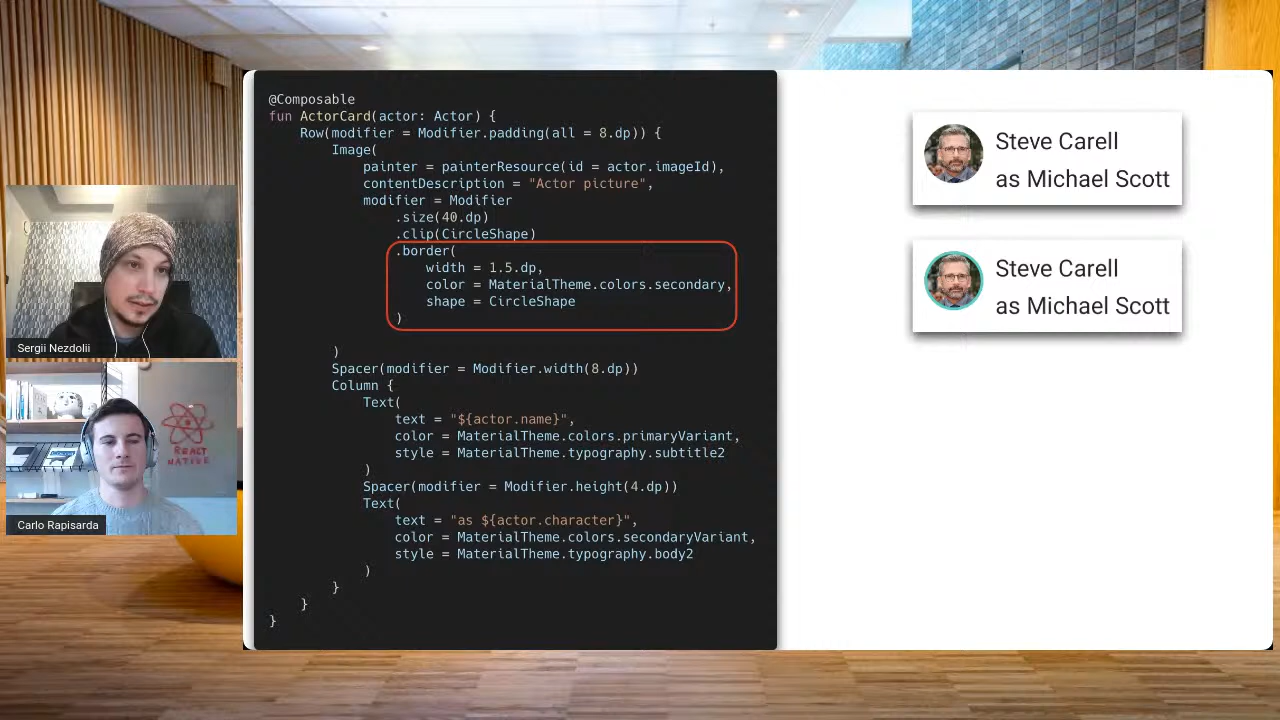 @Composable
fun ActorCard(actor: Actor) {
    Row(modifier = Modifier.padding(all = 8.dp)) {
        Image(
            painter = painterResource(id = actor.imageId),
            contentDescription = "Actor picture",
            modifier = Modifier
                .size(40.dp)
                .clip(CircleShape)
                .border(
                    width = 1.5.dp,
                    color = MaterialTheme.colors.secondary,
                    shape = CircleShape
                )
        )
        Spacer(modifier = Modifier.width(8.dp))
        Column {
            Text(
                text = "${actor.name}",
                color = MaterialTheme.colors.primaryVariant,
                style = MaterialTheme.typography.subtitle2
            )
            Spacer(modifier = Modifier.height(4.dp))
            Text(
                text = "as ${actor.character}",
                color = MaterialTheme.colors.secondaryVariant,
                style = MaterialTheme.typography.body2
            )
        }
    }
}
Steve Carell
as Michael Scott
Steve Carell
as Michael Scott
Sergii Nezdolii
REACT
NATIVE
Carlo Rapisarda